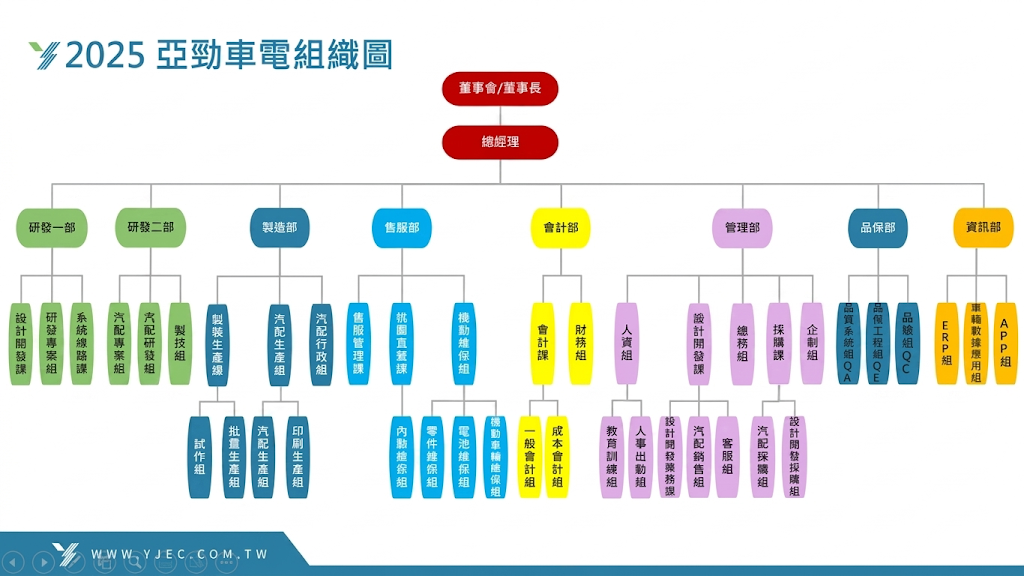 2025 亞勁車電組織圖
董事會/董事長
總經理
研發一部
研發二部
製造部
售服部
會計部
管理部
品保部
資訊部
設計開發課
研發專案組
系統線路課
汽配專案組
汽配研發組
製技組
製裝生產線
汽配生產組
汽配行政組
售服管理課
桃園直營課
機動維保組
會計課
財務組
人資組
設計開發課
總務組
採購課
企劃組
品質系統組QA
品保工程組QE
品驗組QC
ERP組
車輛數據應用組
APP組
試作組
批量生產組
汽配生產組
印刷生產組
內勤維保組
零件維保組
電池維保組
機動車輛維保組
一般會計組
成本會計組
教育訓練組
人事出勤組
設計開發業務課
汽配銷售組
客服組
汽配採購組
設計開發採購組
WWW.YJEC.COM.TW